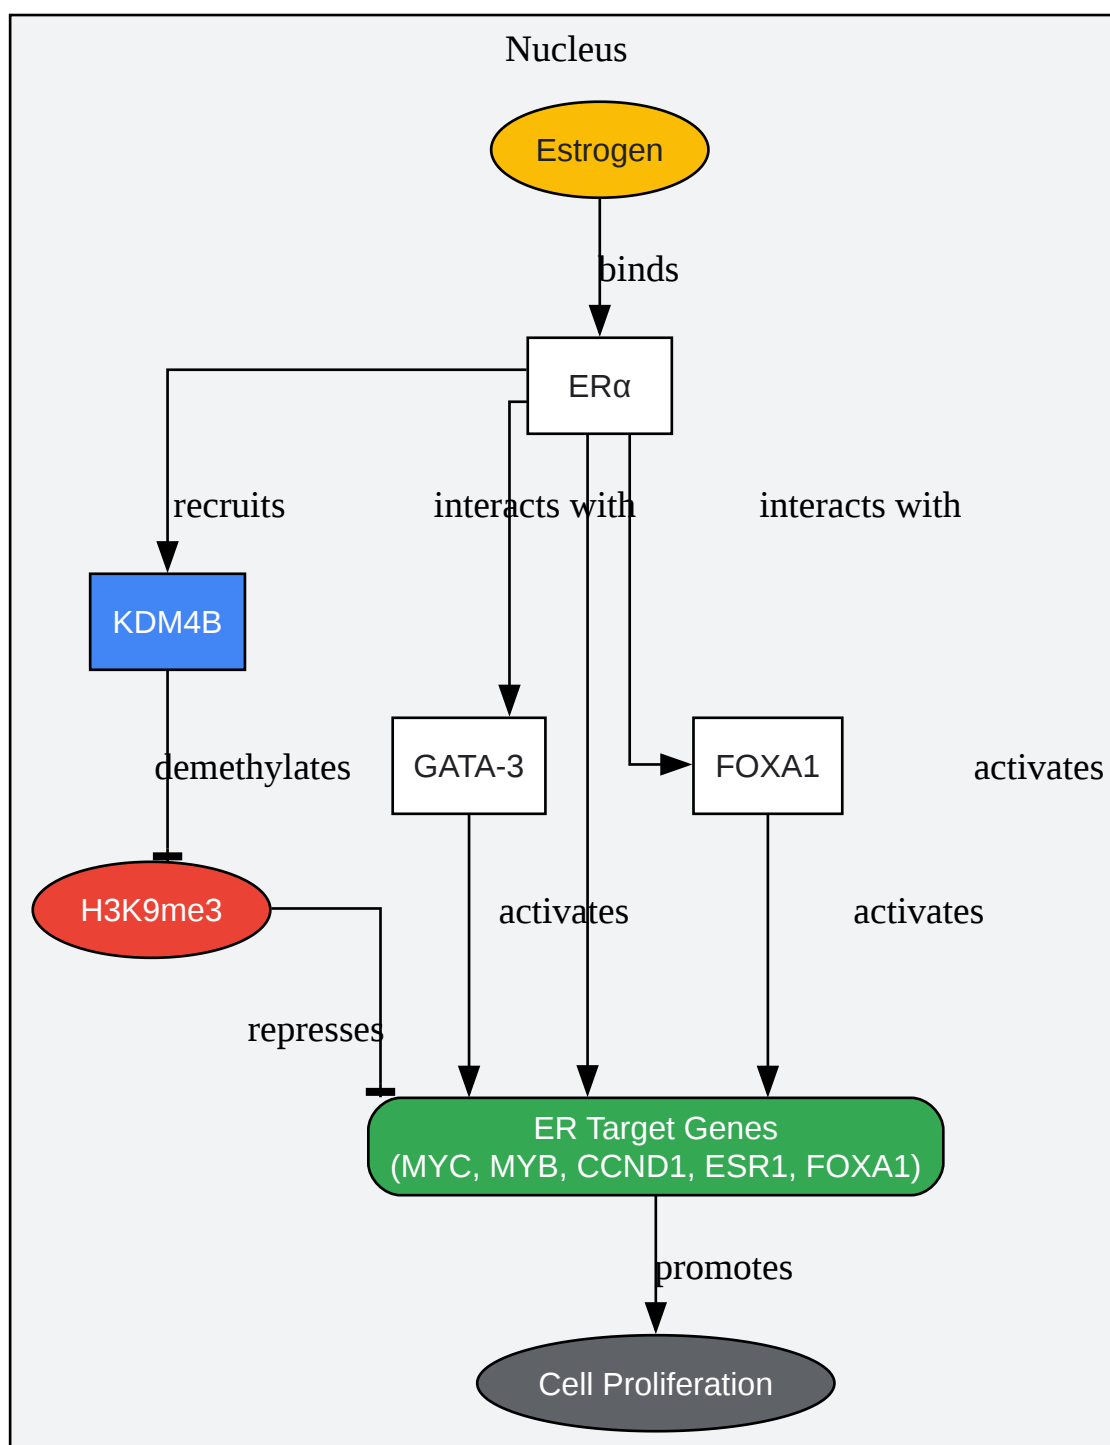 Nucleus
Estrogen
binds
ERα
recruits
interacts with
interacts with
KDM4B
demethylates
GATA-3
FOXA1
activates
H3K9me3
activates
activates
represses
ER Target Genes
(MYC, MYB, CCND1, ESR1, FOXA1)
promotes
Cell Proliferation